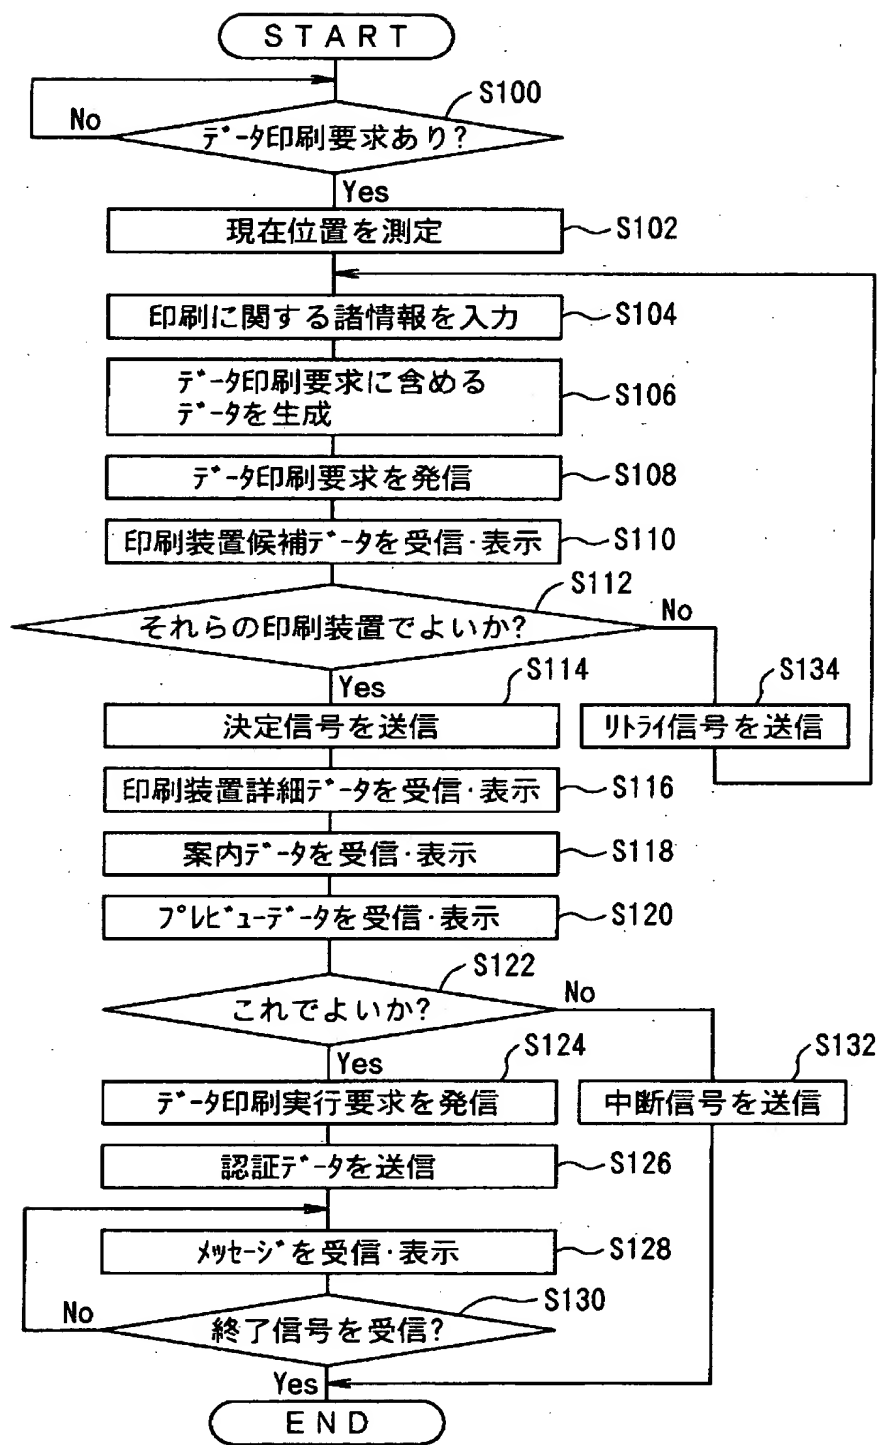 START
S100
No
データ印刷要求あり?
Yes
現在位置を測定
S102
印刷に関する諸情報を入力
S104
データ印刷要求に含める
データを生成
S106
データ印刷要求を発信
S108
印刷装置候補データを受信·表示
S110
S112
それらの印刷装置でよいか?
No
Yes
S114
S134
決定信号を送信
リトライ信号を送信
印刷装置詳細データを受信·表示
S116
案内データを受信·表示
S118
プレビューデータを受信·表示
S120
S122
これでよいか?
No
Yes
S124
S132
データ印刷実行要求を発信
中断信号を送信
認証データを送信
S126
メッセージを受信·表示
S128
S130
No
終了信号を受信?
Yes
END